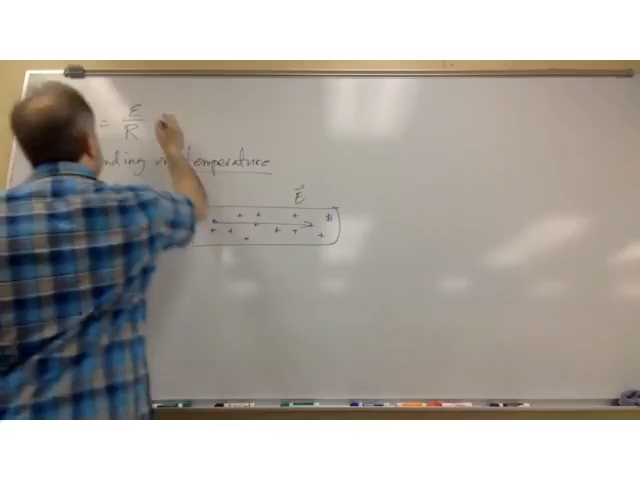 = ε/R
nding on temperature
E⃗